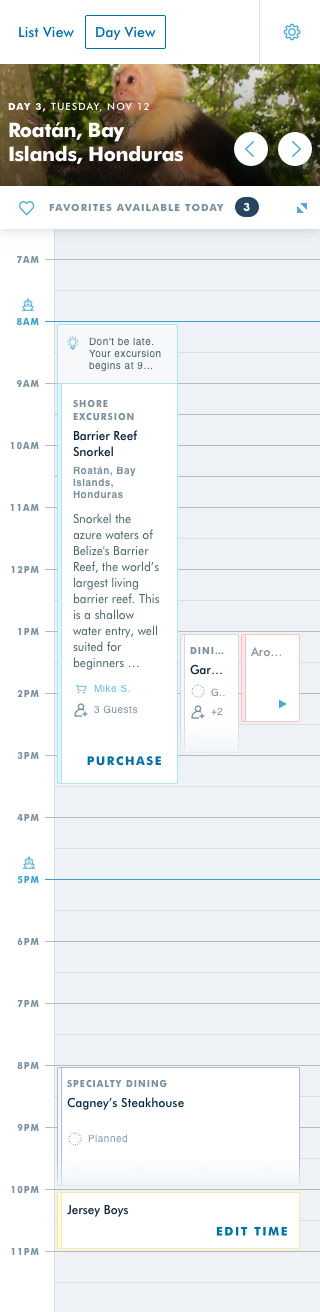 List View
Day View
DAY 3, TUESDAY, NOV 12
Roatán, Bay
Islands, Honduras
FAVORITES AVAILABLE TODAY 3
7AM
8AM
Don't be late.
Your excursion
begins at 9...
9AM
SHORE
EXCURSION
Barrier Reef
Snorkel
10AM
Roatán, Bay
Islands,
Honduras
11AM
Snorkel the
azure waters of
Belize's Barrier
Reef, the world's
largest living
barrier reef. This
is a shallow
water entry, well
suited for
beginners ...
12PM
1PM
DINI...
Gar...
G..
+2
Aro...
2PM
Mike S.
3 Guests
3PM
PURCHASE
4PM
5PM
6PM
7PM
8PM
SPECIALTY DINING
Cagney's Steakhouse
9PM
Planned
10PM
Jersey Boys
EDIT TIME
11PM